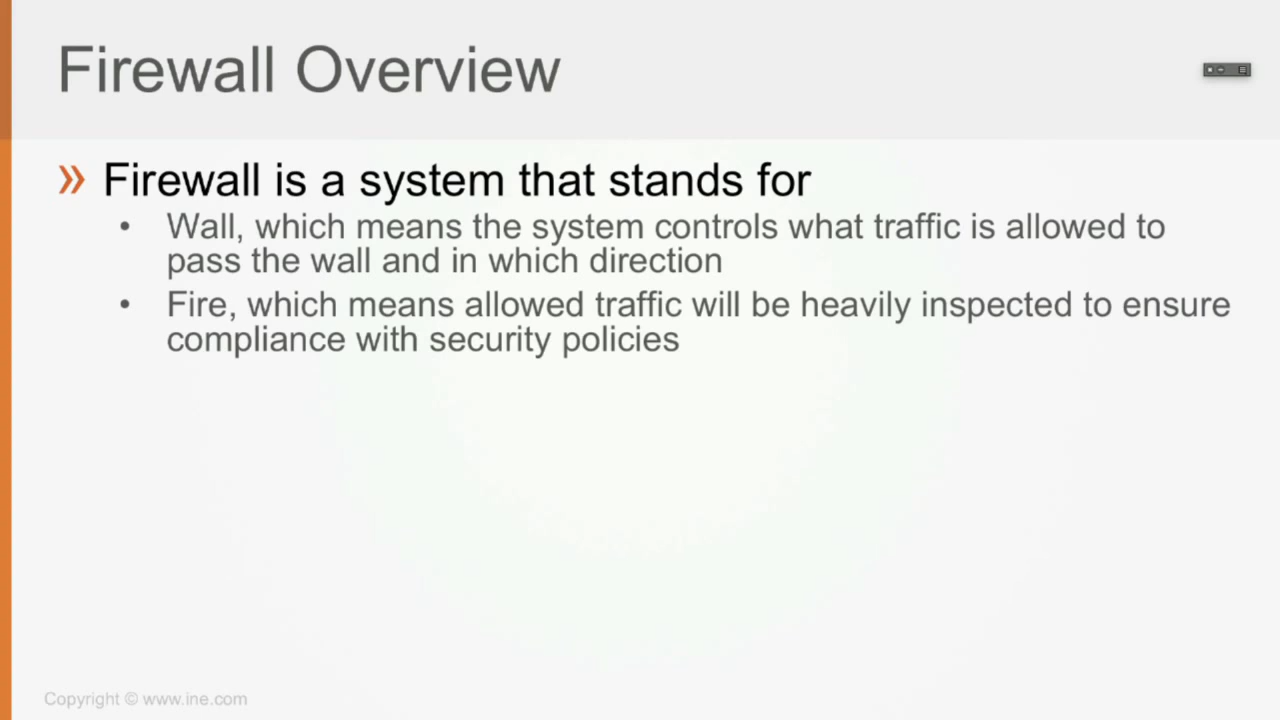 Firewall Overview
» Firewall is a system that stands for
• Wall, which means the system controls what traffic is allowed to
pass the wall and in which direction
• Fire, which means allowed traffic will be heavily inspected to ensure
compliance with security policies
Copyright © www.ine.com